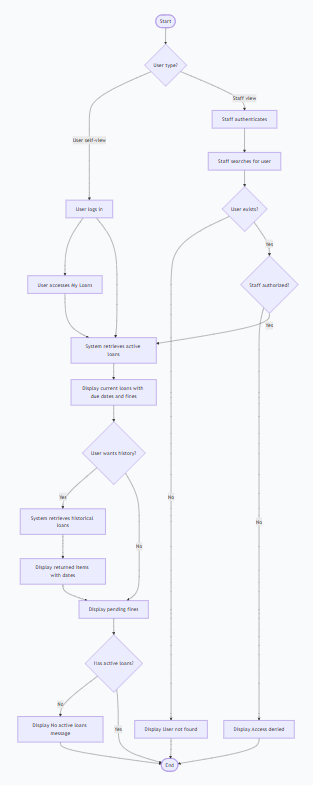 Start
User type?
Staff view
Staff authenticates
User self-view
Staff searches for user
User logs in
User exists?
Yes
User accesses My Loans
Staff authorized?
Yes
System retrieves active
loans
Display current loans with
due dates and fines
User wants history?
Yes
No
System retrieves historical
loans
No
No
Display returned items
with dates
Display pending fines
Has active loans?
No
Yes
Display No active loans
message
Display User not found
Display Access denied
End